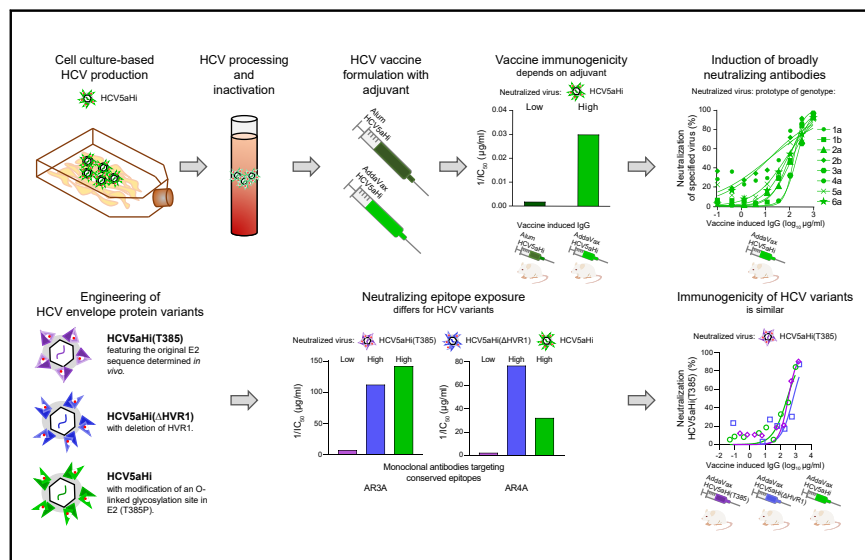 Cell culture-based
HCV production
HCV5aHi
HCV processing
and
inactivation
HCV vaccine
formulation with
adjuvant
Alum
HCV5aHi
AddaVax
HCV5aHi
Vaccine immunogenicity
depends on adjuvant
Neutralized virus: HCV5aHi
Low High
0.04
0.03
0.02
0.01
0.00
1/IC50 (µg/ml)
Vaccine induced IgG
Alum
HCV5aHi
AddaVax
HCV5aHi
Induction of broadly
neutralizing antibodies
Neutralized virus: prototype of genotype:
100
80
60
40
20
0
Neutralization
of specified virus (%)
-1 0 1 2 3
Vaccine induced IgG (log10 µg/ml)
1a
1b
2a
2b
3a
4a
5a
6a
AddaVax
HCV5aHi
Engineering of
HCV envelope protein variants
HCV5aHi(T385)
featuring the original E2
sequence determined in
vivo.
HCV5aHi(ΔHVR1)
with deletion of HVR1.
HCV5aHi
with modification of an O-
linked glycosylation site in
E2 (T385P).
Neutralizing epitope exposure
differs for HCV variants
Neutralized virus: HCV5aHi(T385) HCV5aHi(ΔHVR1) HCV5aHi
Low High High
150
100
50
0
1/IC50 (µg/ml)
Low High High
80
60
40
20
0
1/IC50 (µg/ml)
Monoclonal antibodies targeting
conserved epitopes
AR3A AR4A
Immunogenicity of HCV variants
is similar
Neutralized virus: HCV5aHi(T385)
100
80
60
40
20
0
Neutralization
HCV5aHi(T385) (%)
-2 -1 0 1 2 3 4
Vaccine induced IgG (log10 µg/ml)
AddaVax
HCV5aHi(T385)
AddaVax
HCV5aHi(ΔHVR1)
AddaVax
HCV5aHi